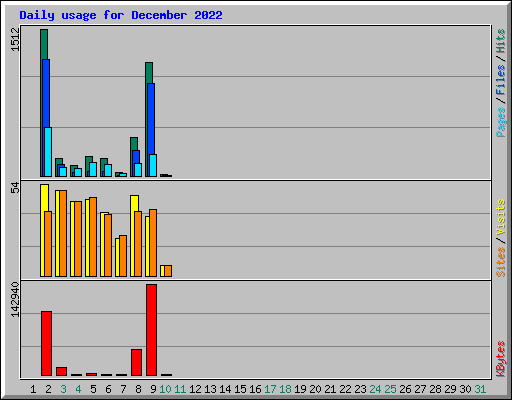 Daily usage for December 2022
1512
54
142940
Pages / Files / Hits
Sites / Visits
KBytes
1 2 3 4 5 6 7 8 9 10 11 12 13 14 15 16 17 18 19 20 21 22 23 24 25 26 27 28 29 30 31